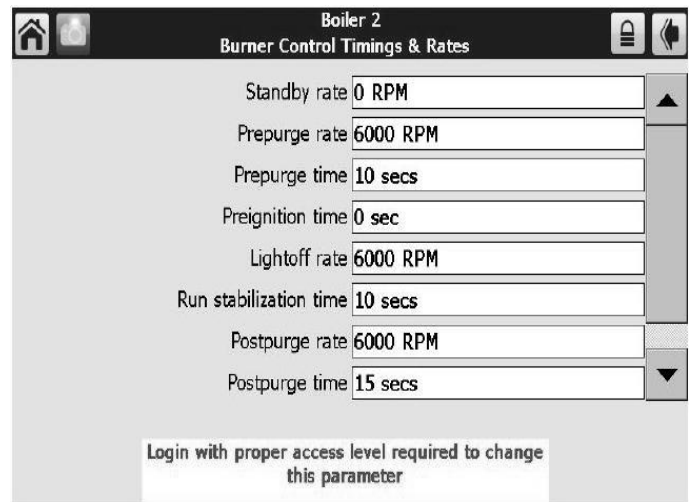 Boiler 2
Burner Control Timings & Rates
Standby rate 0 RPM
Prepurge rate 6000 RPM
Prepurge time 10 secs
Preignition time 0 sec
Lightoff rate 6000 RPM
Run stabilization time 10 secs
Postpurge rate 6000 RPM
Postpurge time 15 secs
Login with proper access level required to change
this parameter